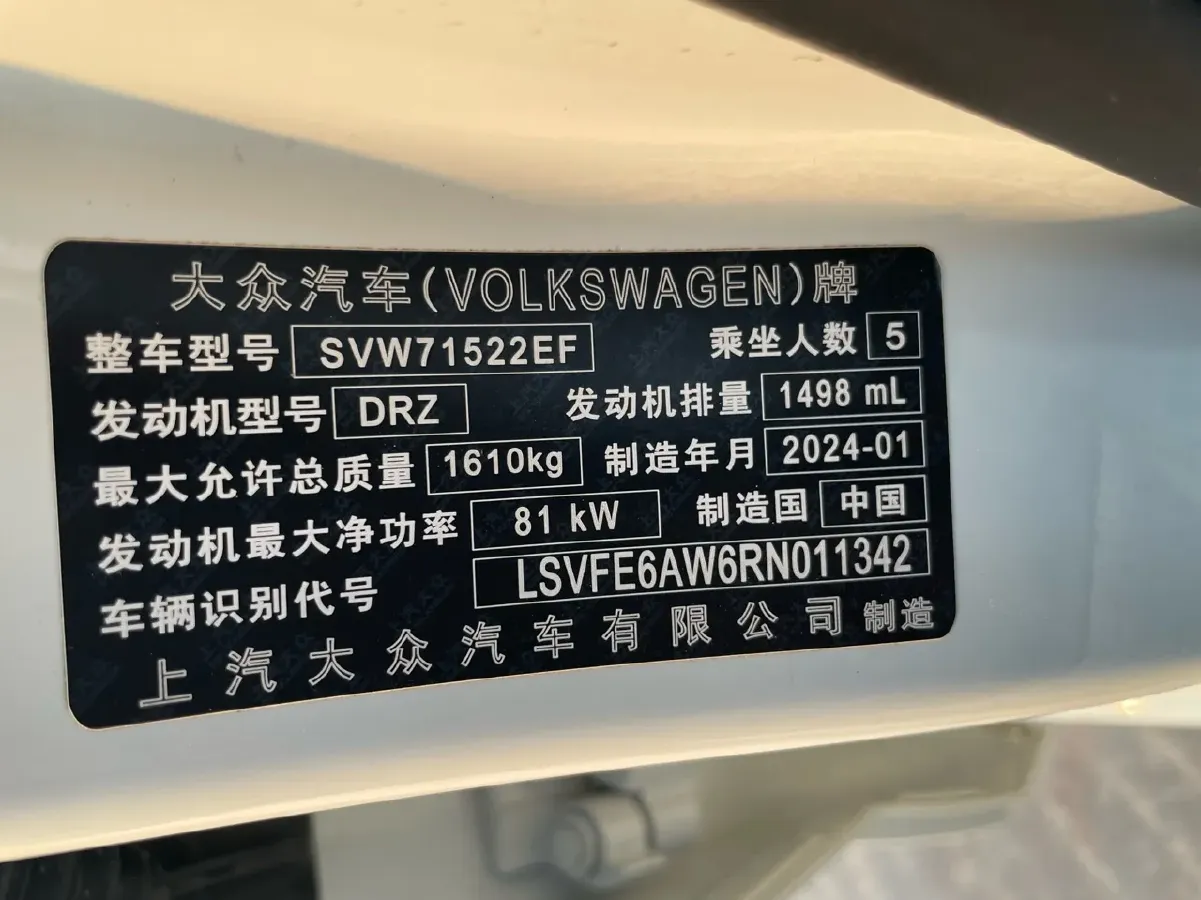 大众汽车(VOLKSWAGEN)牌
整车型号 SVW71522EF 乘坐人数 5
发动机型号 DRZ 发动机排量 1498 mL
最大允许总质量 1610kg 制造年月 2024-01
发动机最大净功率 81 kW 制造国 中国
车辆识别代号 LSVFE6AW6RN011342
上汽大众汽车有限公司 制造